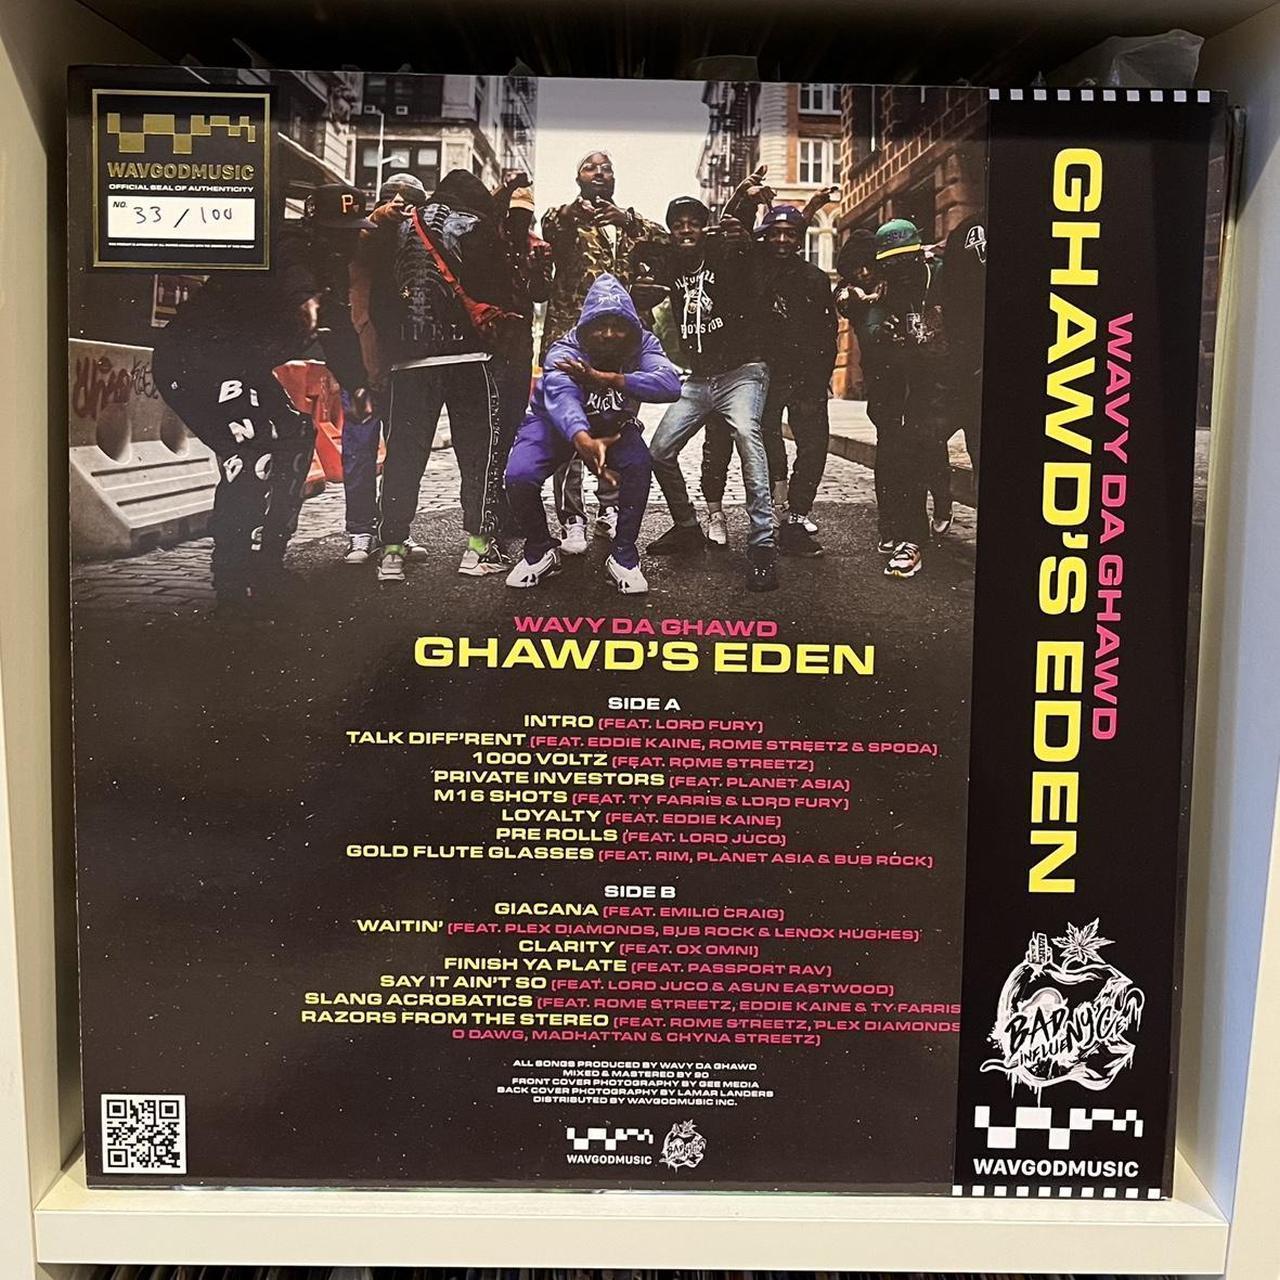 WAVGODMUSIC
OFFICIAL SEAL OF AUTHENTICITY
NO. 33 / 100
P
BOYS CLUB
WAVY DA GHAWD
GHAWD'S EDEN
SIDE A
INTRO (FEAT. LORD FURY)
TALK DIFF'RENT (FEAT. EDDIE KAINE, ROME STREETZ & SPODA)
1000 VOLTZ (FEAT. ROME STREETZ)
PRIVATE INVESTORS (FEAT. PLANET ASIA)
M16 SHOTS (FEAT. TY FARRIS & LORD FURY)
LOYALTY (FEAT. EDDIE KAINE)
PRE ROLLS (FEAT. LORD JUCO)
GOLD FLUTE GLASSES (FEAT. RIM, PLANET ASIA & BUB ROCK)
SIDE B
GIACANA (FEAT. EMILIO CRAIG)
WAITIN' (FEAT. PLEX DIAMONDS, BUB ROCK & LENOX HUGHES)
CLARITY (FEAT. OX OMNI)
FINISH YA PLATE (FEAT. PASSPORT RAV)
SAY IT AIN'T SO (FEAT. LORD JUCO & ASUN EASTWOOD)
SLANG ACROBATICS (FEAT. ROME STREETZ, EDDIE KAINE & TY FARRIS
RAZORS FROM THE STEREO (FEAT. ROME STREETZ, PLEX DIAMONDS
O DAWG, MADHATTAN & CHYNA STREETZ)
ALL SONGS PRODUCED BY WAVY DA GHAWD
MIXED & MASTERED BY 90
FRONT COVER PHOTOGRAPHY BY GEE MEDIA
BACK COVER PHOTOGRAPHY BY LAMAR LANDERS
DISTRIBUTED BY WAVGODMUSIC INC.
WAVGODMUSIC
WAVY DA GHAWD
GHAWD'S EDEN
BAD
INFLUENYCE
WAVGODMUSIC